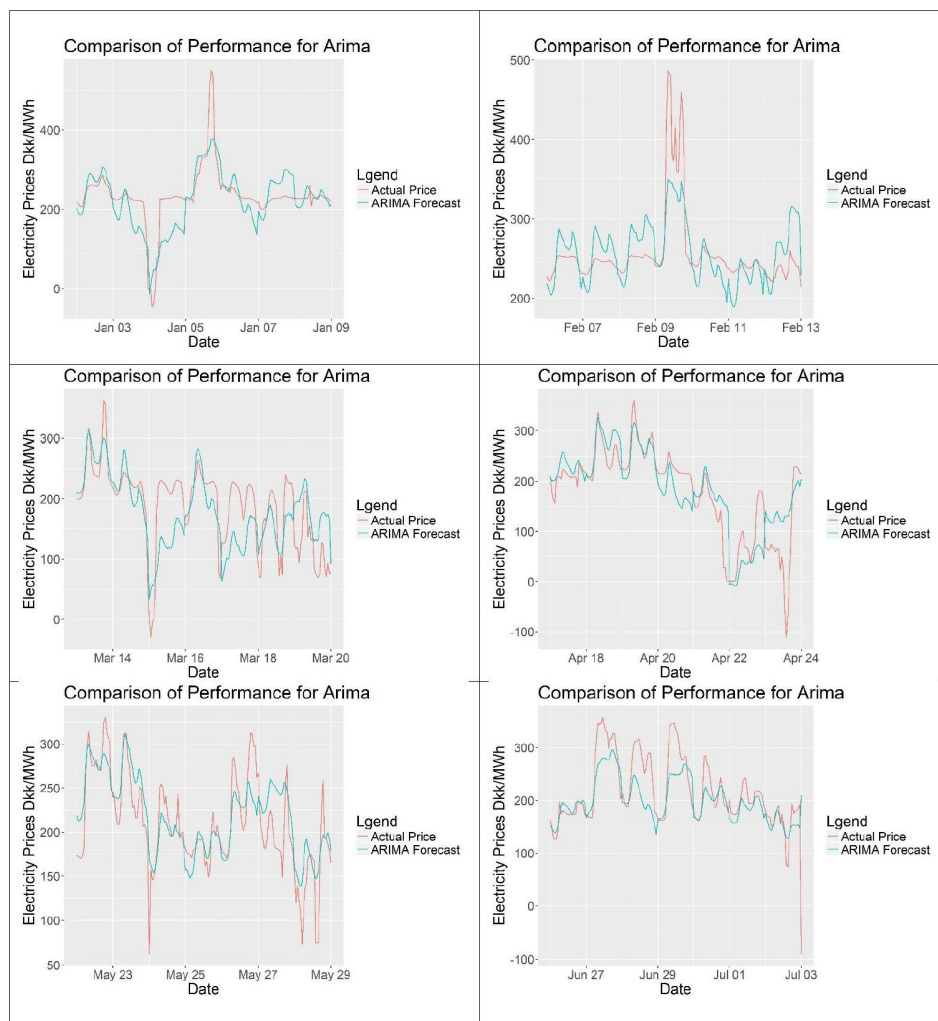 Comparison of Performance for Arima
Electricity Prices Dkk/MWh
400
200
0
Jan 03 Jan 05 Jan 07 Jan 09
Date
Lgend
Actual Price
ARIMA Forecast
Comparison of Performance for Arima
Electricity Prices Dkk/MWh
500
400
300
200
Feb 07 Feb 09 Feb 11 Feb 13
Date
Lgend
Actual Price
ARIMA Forecast
Comparison of Performance for Arima
Electricity Prices Dkk/MWh
300
200
100
0
Mar 14 Mar 16 Mar 18 Mar 20
Date
Lgend
Actual Price
ARIMA Forecast
Comparison of Performance for Arima
Electricity Prices Dkk/MWh
300
200
100
0
-100
Apr 18 Apr 20 Apr 22 Apr 24
Date
Lgend
Actual Price
ARIMA Forecast
Comparison of Performance for Arima
Electricity Prices Dkk/MWh
300
250
200
150
100
50
May 23 May 25 May 27 May 29
Date
Lgend
Actual Price
ARIMA Forecast
Comparison of Performance for Arima
Electricity Prices Dkk/MWh
300
200
100
0
-100
Jun 27 Jun 29 Jul 01 Jul 03
Date
Lgend
Actual Price
ARIMA Forecast